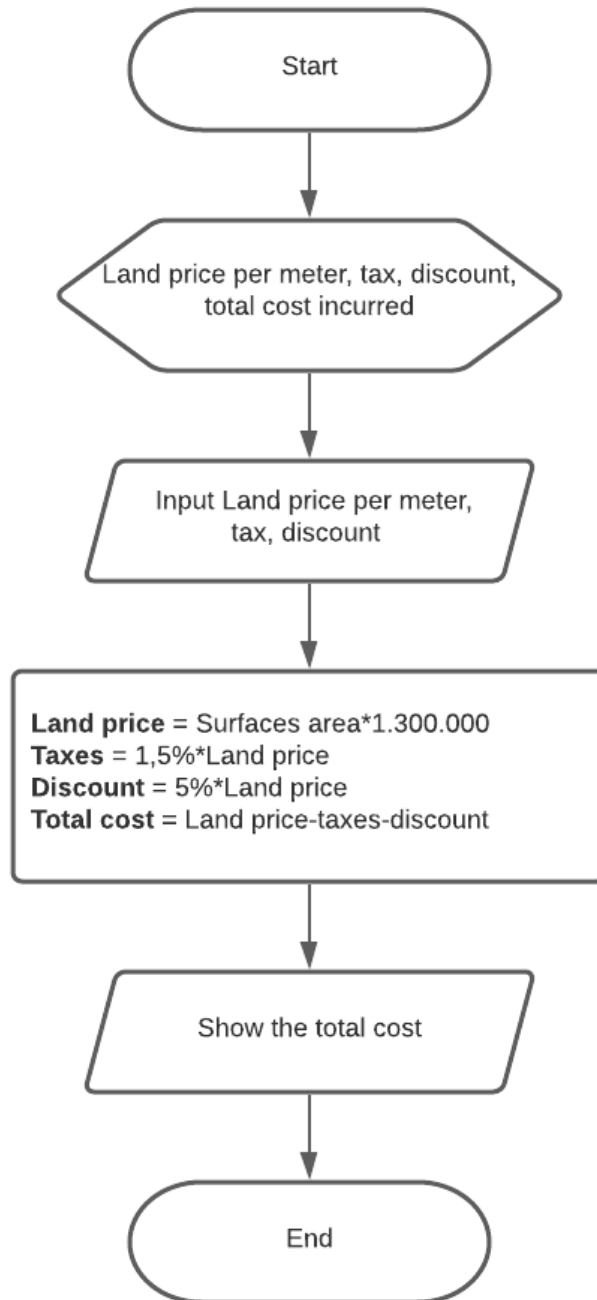 Start
Land price per meter, tax, discount,
total cost incurred
Input Land price per meter,
tax, discount
Land price = Surfaces area*1.300.000
Taxes = 1,5%*Land price
Discount = 5%*Land price
Total cost = Land price-taxes-discount
Show the total cost
End